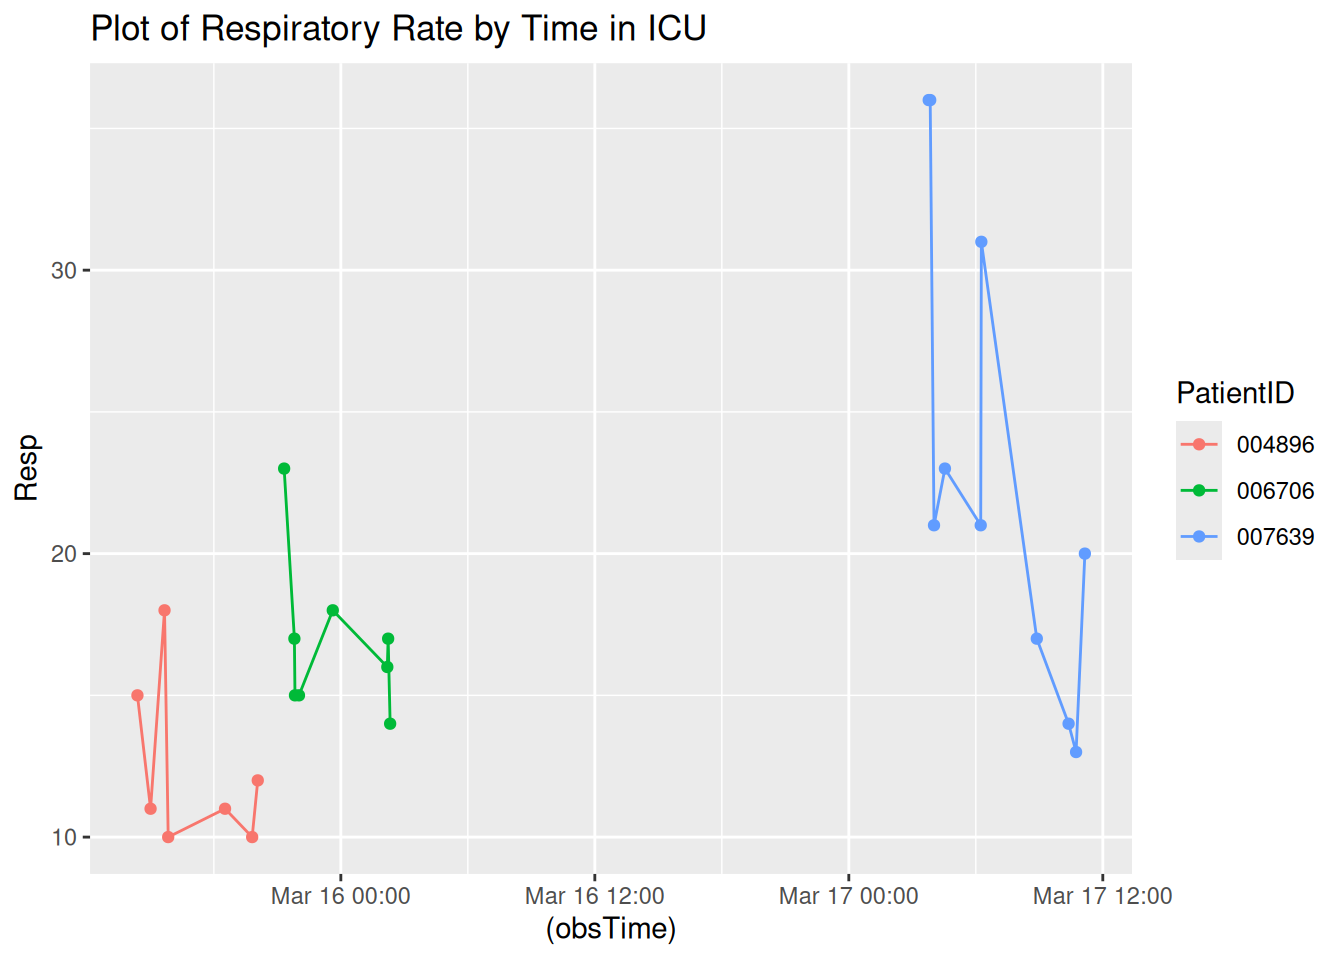 Plot of Respiratory Rate by Time in ICU
Resp
30
20
10
Mar 16 00:00
Mar 16 12:00
Mar 17 00:00
Mar 17 12:00
(obsTime)
PatientID
004896
006706
007639